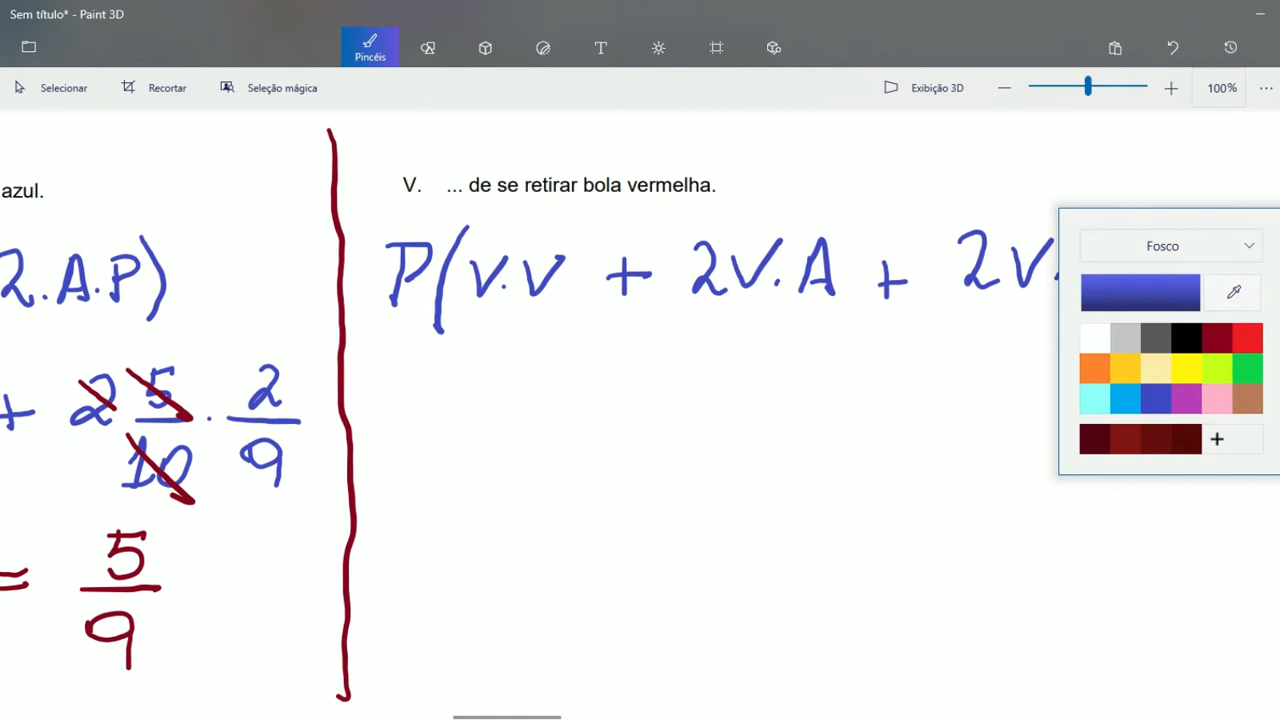 Sem título* - Paint 3D
Pincéis
Selecionar Recortar Seleção mágica Exibição 3D 100%
azul.
V. ... de se retirar bola vermelha.
2.A.P)
P(V.V + 2V.A + 2V.
Fosco
+ 2 5/10 . 2/9
= 5/9